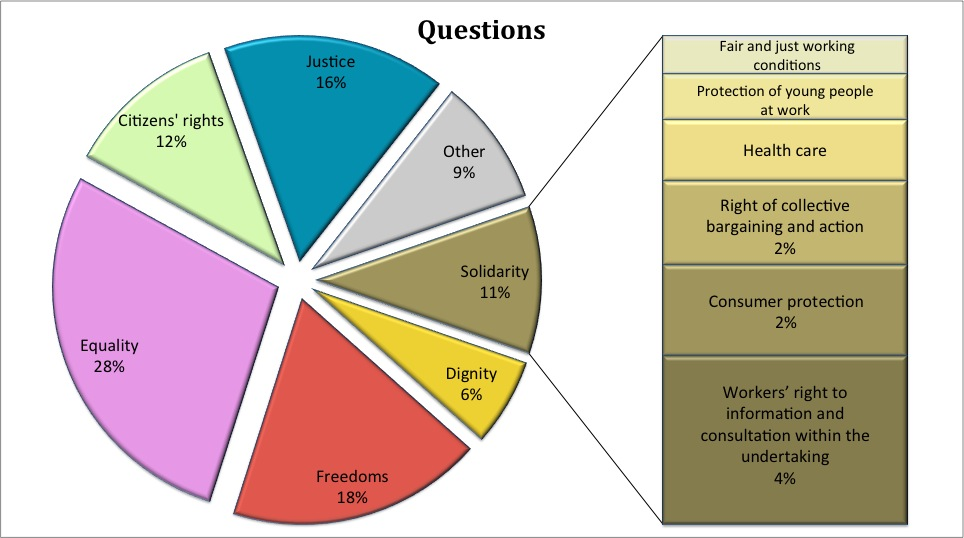 Questions
Justice
16%
Citizens' rights
12%
Other
9%
Solidarity
11%
Equality
28%
Dignity
6%
Freedoms
18%
Fair and just working
conditions
Protection of young people
at work
Health care
Right of collective
bargaining and action
2%
Consumer protection
2%
Workers’ right to
information and
consultation within the
undertaking
4%